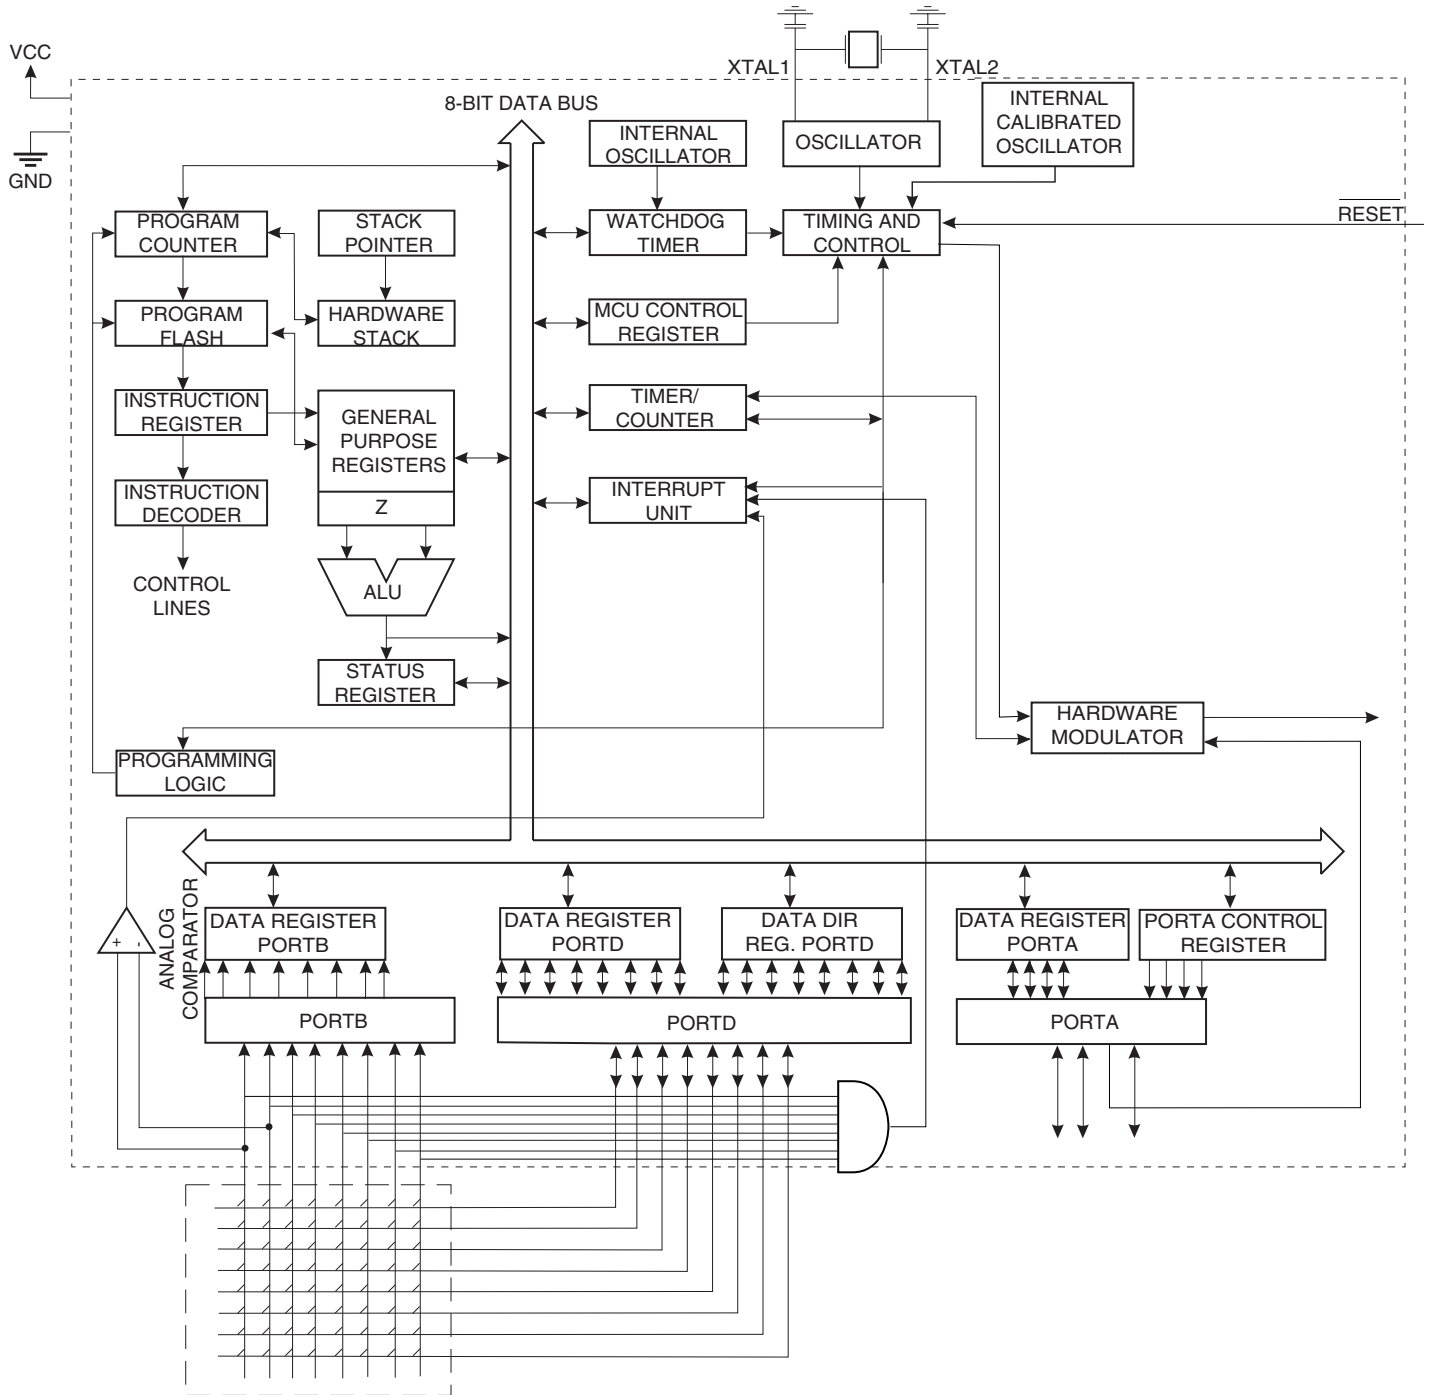 VCC
GND
XTAL1
XTAL2
8-BIT DATA BUS
INTERNAL
OSCILLATOR
OSCILLATOR
INTERNAL
CALIBRATED
OSCILLATOR
PROGRAM
COUNTER
STACK
POINTER
WATCHDOG
TIMER
TIMING AND
CONTROL
RESET
PROGRAM
FLASH
HARDWARE
STACK
MCU CONTROL
REGISTER
INSTRUCTION
REGISTER
GENERAL
PURPOSE
REGISTERS
Z
TIMER/
COUNTER
INSTRUCTION
DECODER
INTERRUPT
UNIT
CONTROL
LINES
ALU
STATUS
REGISTER
HARDWARE
MODULATOR
PROGRAMMING
LOGIC
+
-
ANALOG
COMPARATOR
DATA REGISTER
PORTB
DATA REGISTER
PORTD
DATA DIR
REG. PORTD
DATA REGISTER
PORTA
PORTA CONTROL
REGISTER
PORTB
PORTD
PORTA